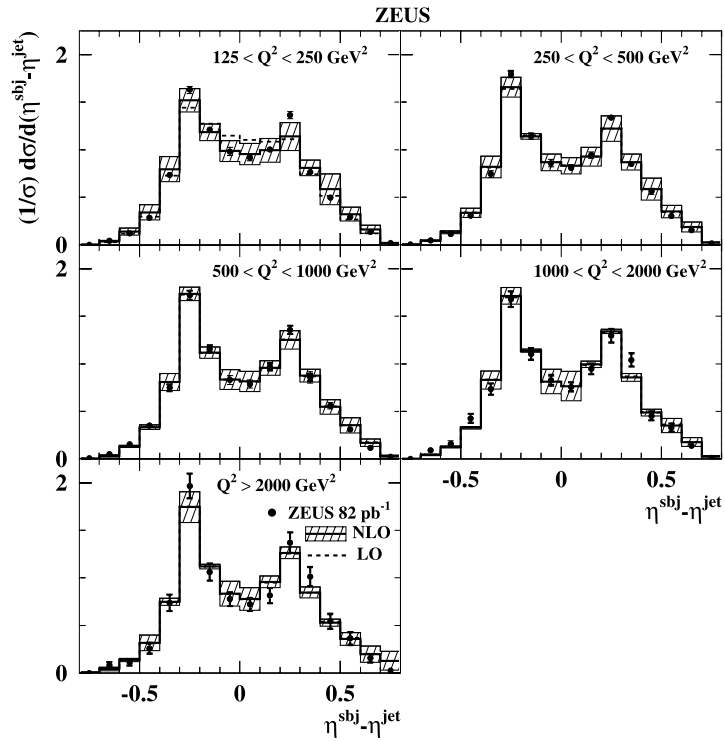 ZEUS
(1/σ) dσ/d(η^sbj-η^jet)
125 < Q² < 250 GeV²
250 < Q² < 500 GeV²
2
0
500 < Q² < 1000 GeV²
1000 < Q² < 2000 GeV²
2
0
-0.5 0 0.5
η^sbj-η^jet
Q² > 2000 GeV²
ZEUS 82 pb⁻¹
NLO
LO
2
0
-0.5 0 0.5
η^sbj-η^jet